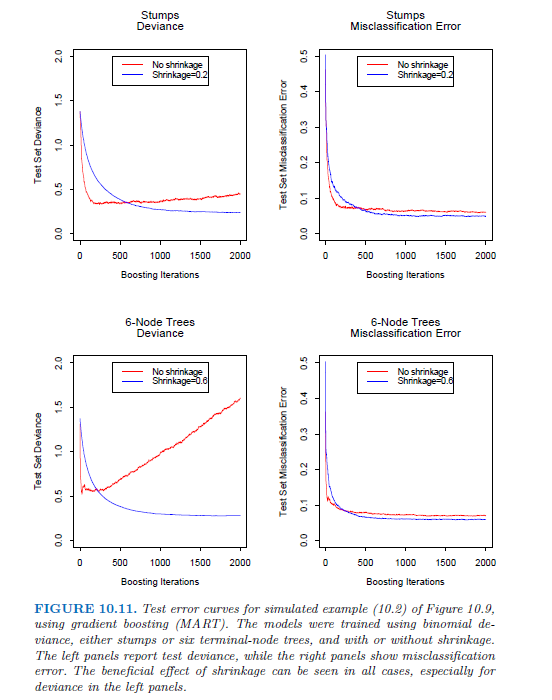 Stumps
Deviance
Test Set Deviance
0.0 0.5 1.0 1.5 2.0
No shrinkage
Shrinkage=0.2
0 500 1000 1500 2000
Boosting Iterations
Stumps
Misclassification Error
Test Set Misclassification Error
0.0 0.1 0.2 0.3 0.4 0.5
No shrinkage
Shrinkage=0.2
0 500 1000 1500 2000
Boosting Iterations
6-Node Trees
Deviance
Test Set Deviance
0.0 0.5 1.0 1.5 2.0
No shrinkage
Shrinkage=0.6
0 500 1000 1500 2000
Boosting Iterations
6-Node Trees
Misclassification Error
Test Set Misclassification Error
0.0 0.1 0.2 0.3 0.4 0.5
No shrinkage
Shrinkage=0.6
0 500 1000 1500 2000
Boosting Iterations
FIGURE 10.11. Test error curves for simulated example (10.2) of Figure 10.9,
using gradient boosting (MART). The models were trained using binomial de-
viance, either stumps or six terminal-node trees, and with or without shrinkage.
The left panels report test deviance, while the right panels show misclassification
error. The beneficial effect of shrinkage can be seen in all cases, especially for
deviance in the left panels.